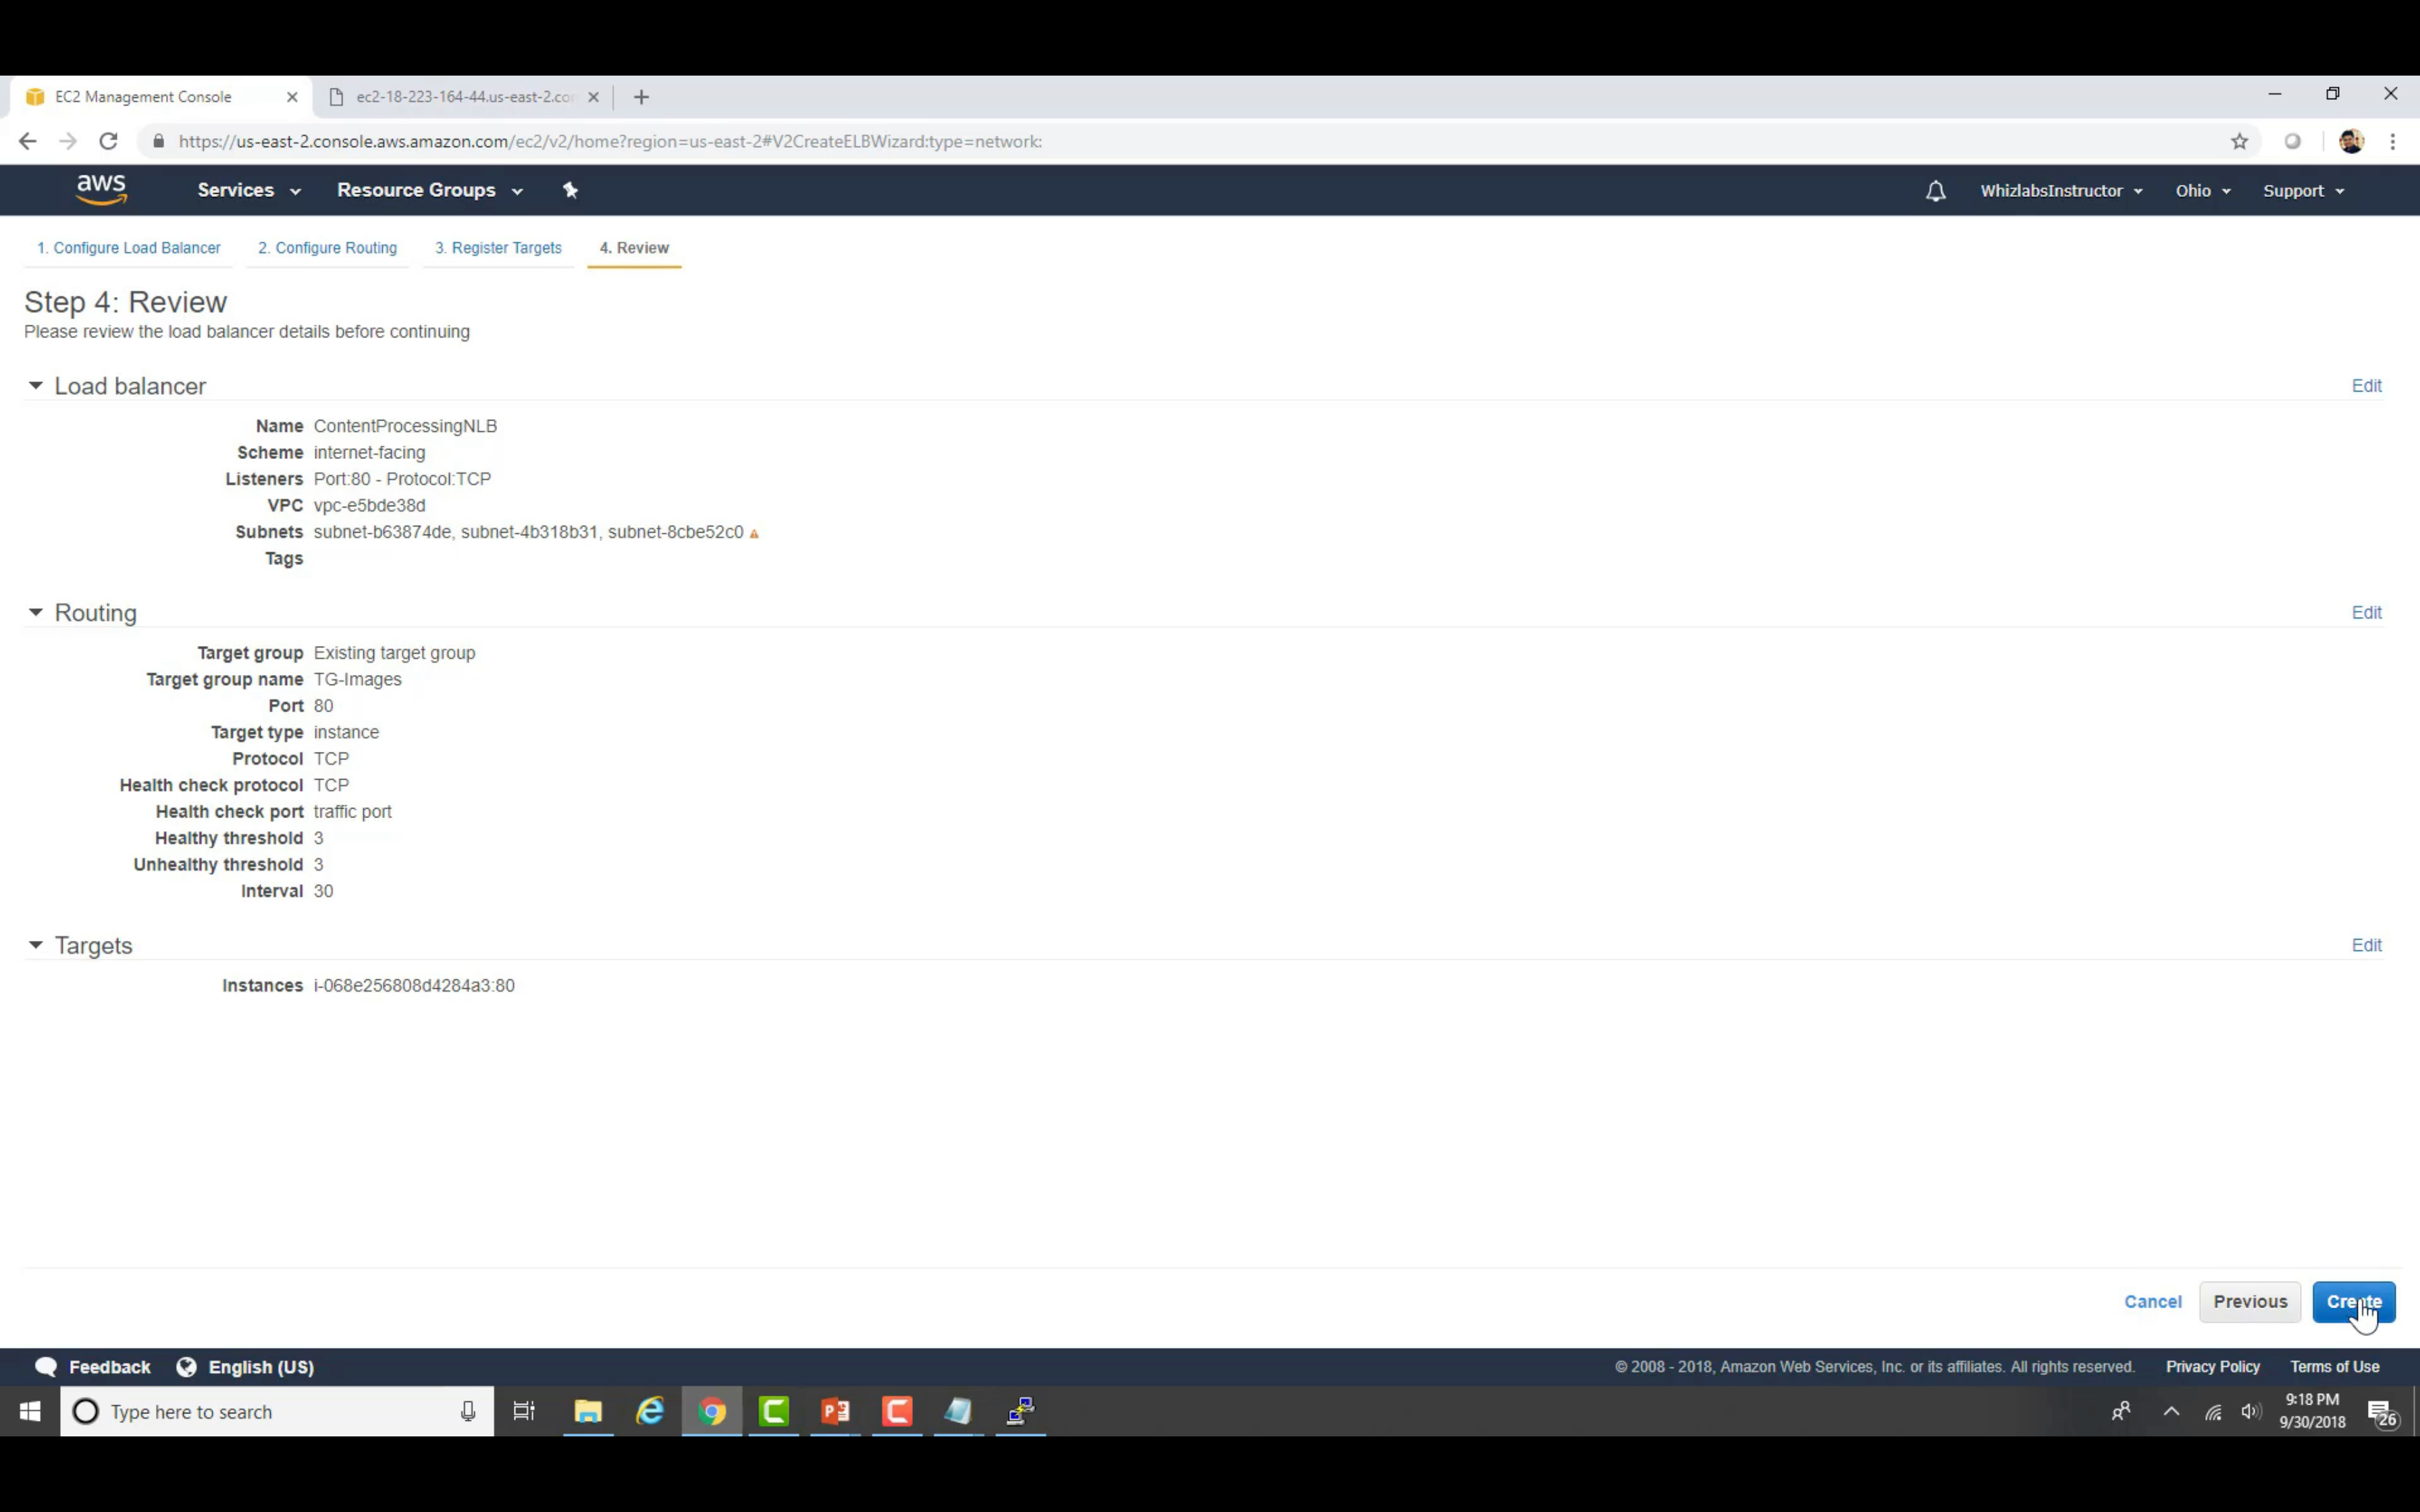 EC2 Management Console
ec2-18-223-164-44.us-east-2.co
https://us-east-2.console.aws.amazon.com/ec2/v2/home?region=us-east-2#V2CreateELBWizard:type=network:
aws Services Resource Groups WhizlabsInstructor Ohio Support
1. Configure Load Balancer 2. Configure Routing 3. Register Targets 4. Review
Step 4: Review
Please review the load balancer details before continuing
Load balancer Edit
Name ContentProcessingNLB
Scheme internet-facing
Listeners Port:80 - Protocol:TCP
VPC vpc-e5bde38d
Subnets subnet-b63874de, subnet-4b318b31, subnet-8cbe52c0
Tags
Routing Edit
Target group Existing target group
Target group name TG-Images
Port 80
Target type instance
Protocol TCP
Health check protocol TCP
Health check port traffic port
Healthy threshold 3
Unhealthy threshold 3
Interval 30
Targets Edit
Instances i-068e256808d4284a3:80
Cancel Previous Create
Feedback English (US) © 2008 - 2018, Amazon Web Services, Inc. or its affiliates. All rights reserved. Privacy Policy Terms of Use
Type here to search
9:18 PM
9/30/2018
26